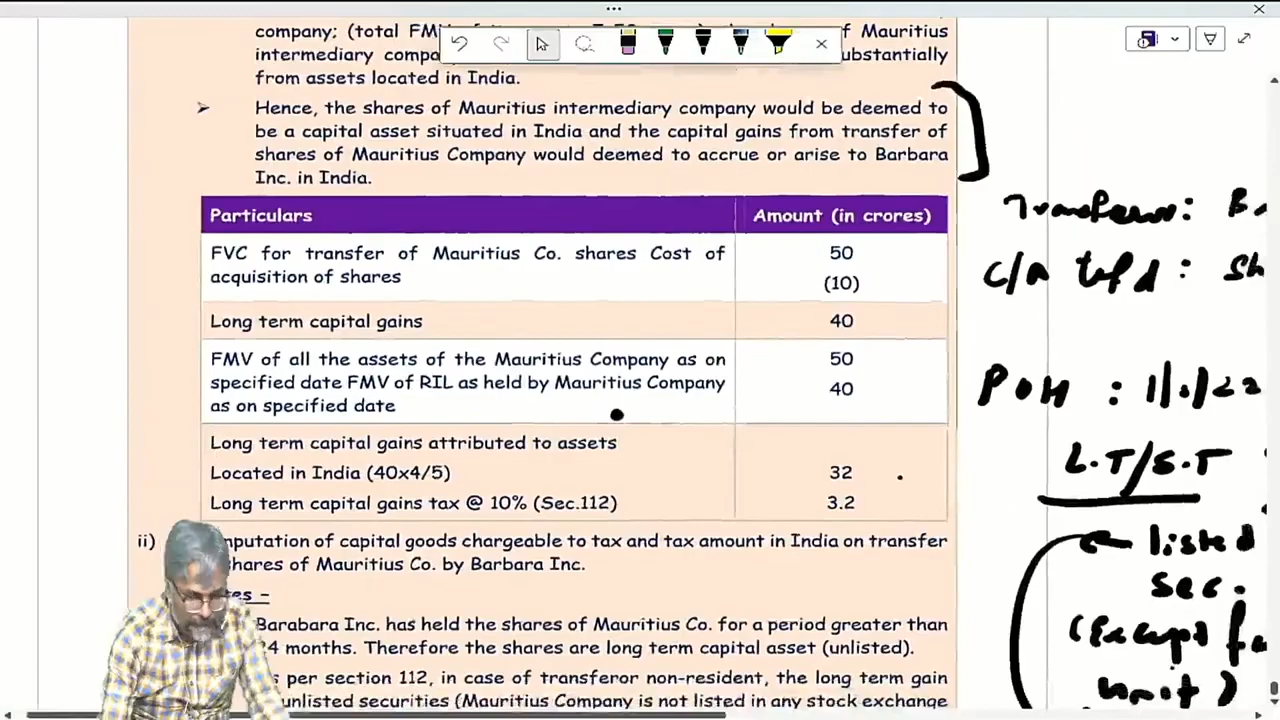 company; (total FM
of Mauritius
intermediary compa
ubstantially
from assets located in India.
Hence, the shares of Mauritius intermediary company would be deemed to
be a capital asset situated in India and the capital gains from transfer of
shares of Mauritius Company would deemed to accrue or arise to Barbara
Inc. in India.
Particulars Amount (in crores)
FVC for transfer of Mauritius Co. shares Cost of 50
acquisition of shares (10)
Long term capital gains 40
FMV of all the assets of the Mauritius Company as on 50
specified date FMV of RIL as held by Mauritius Company 40
as on specified date
Long term capital gains attributed to assets
Located in India (40x4/5) 32
Long term capital gains tax @ 10% (Sec.112) 3.2
ii) mputation of capital goods chargeable to tax and tax amount in India on transfer
hares of Mauritius Co. by Barbara Inc.
es –
Barabara Inc. has held the shares of Mauritius Co. for a period greater than
4 months. Therefore the shares are long term capital asset (unlisted).
s per section 112, in case of transferor non-resident, the long term gain
unlisted securities (Mauritius Company is not listed in any stock exchange
Transferor: Ba
C/A tsfd : Sh
POH :
L.T/S.T
listed
sec.
(Except fo
unit)